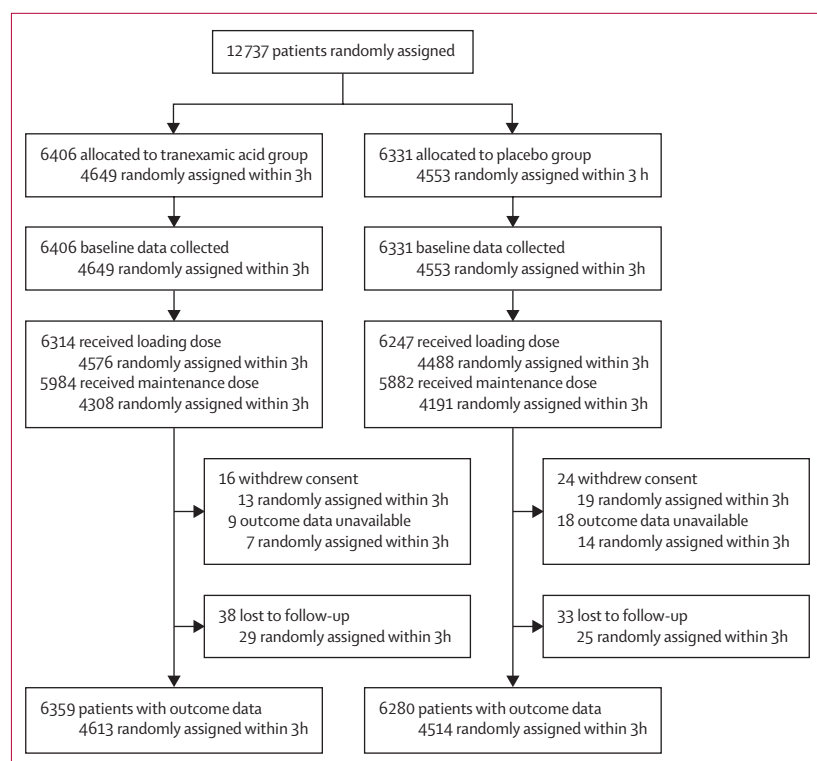 12 737 patients randomly assigned
6406 allocated to tranexamic acid group
4649 randomly assigned within 3h
6331 allocated to placebo group
4553 randomly assigned within 3 h
6406 baseline data collected
4649 randomly assigned within 3h
6331 baseline data collected
4553 randomly assigned within 3h
6314 received loading dose
4576 randomly assigned within 3h
5984 received maintenance dose
4308 randomly assigned within 3h
6247 received loading dose
4488 randomly assigned within 3h
5882 received maintenance dose
4191 randomly assigned within 3h
16 withdrew consent
13 randomly assigned within 3h
9 outcome data unavailable
7 randomly assigned within 3h
24 withdrew consent
19 randomly assigned within 3h
18 outcome data unavailable
14 randomly assigned within 3h
38 lost to follow-up
29 randomly assigned within 3h
33 lost to follow-up
25 randomly assigned within 3h
6359 patients with outcome data
4613 randomly assigned within 3h
6280 patients with outcome data
4514 randomly assigned within 3h